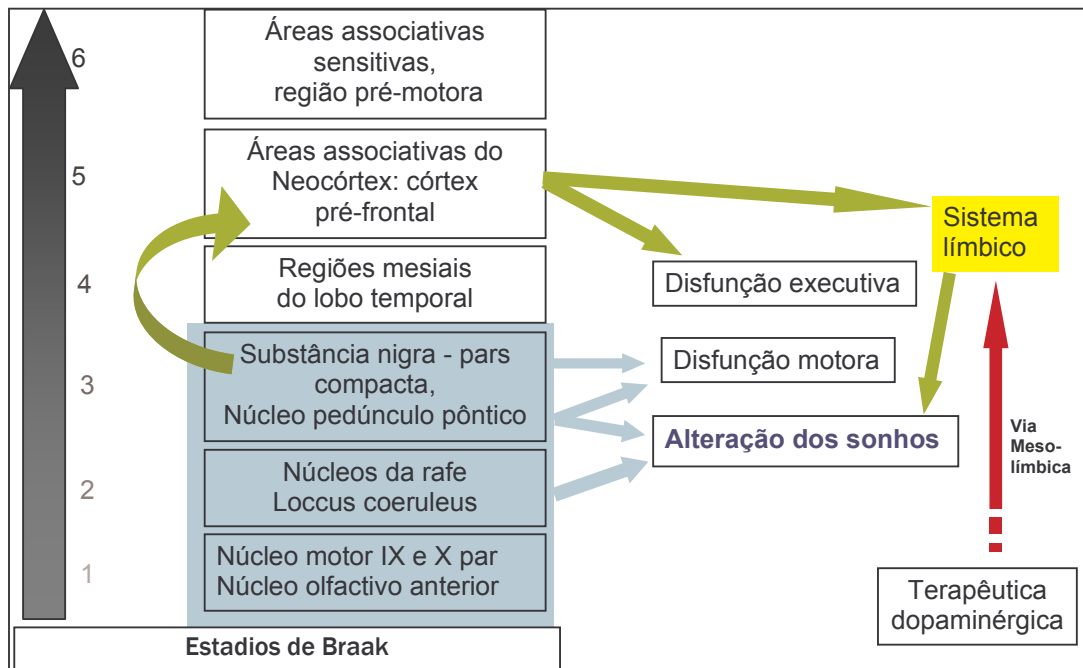 6
Áreas associativas
sensitivas,
região pré-motora
5
Áreas associativas do
Neocórtex: córtex
pré-frontal
4
Regiões mesiais
do lobo temporal
3
Substância nigra - pars
compacta,
Núcleo pedúnculo pôntico
2
Núcleos da rafe
Loccus coeruleus
1
Núcleo motor IX e X par
Núcleo olfactivo anterior
Estadios de Braak
Disfunção executiva
Disfunção motora
Alteração dos sonhos
Sistema
límbico
Via
Meso-
límbica
Terapêutica
dopaminérgica